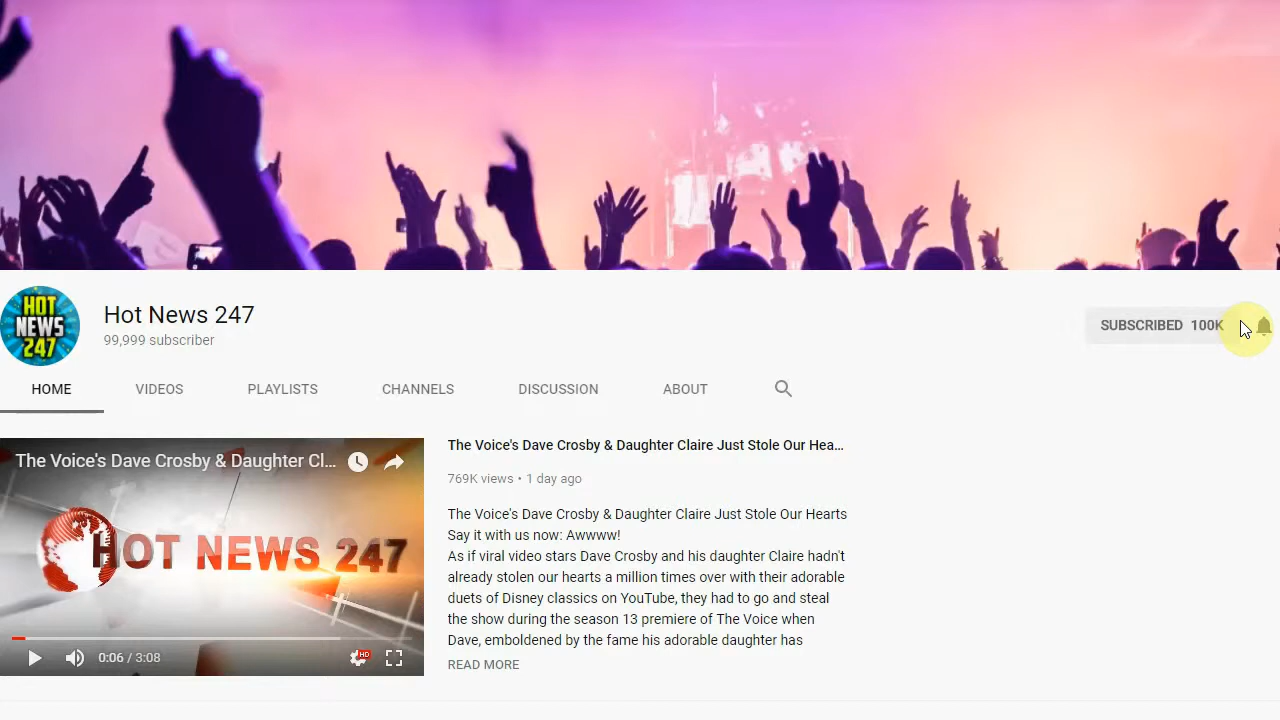 HOT
NEWS
247
Hot News 247
99,999 subscriber
SUBSCRIBED 100K
HOME VIDEOS PLAYLISTS CHANNELS DISCUSSION ABOUT
The Voice's Dave Crosby & Daughter Cl...
HOT NEWS 247
HD
0:06 / 3:08
The Voice's Dave Crosby & Daughter Claire Just Stole Our Hea...
769K views • 1 day ago
The Voice's Dave Crosby & Daughter Claire Just Stole Our Hearts
Say it with us now: Awwww!
As if viral video stars Dave Crosby and his daughter Claire hadn't
already stolen our hearts a million times over with their adorable
duets of Disney classics on YouTube, they had to go and steal
the show during the season 13 premiere of The Voice when
Dave, emboldened by the fame his adorable daughter has
READ MORE